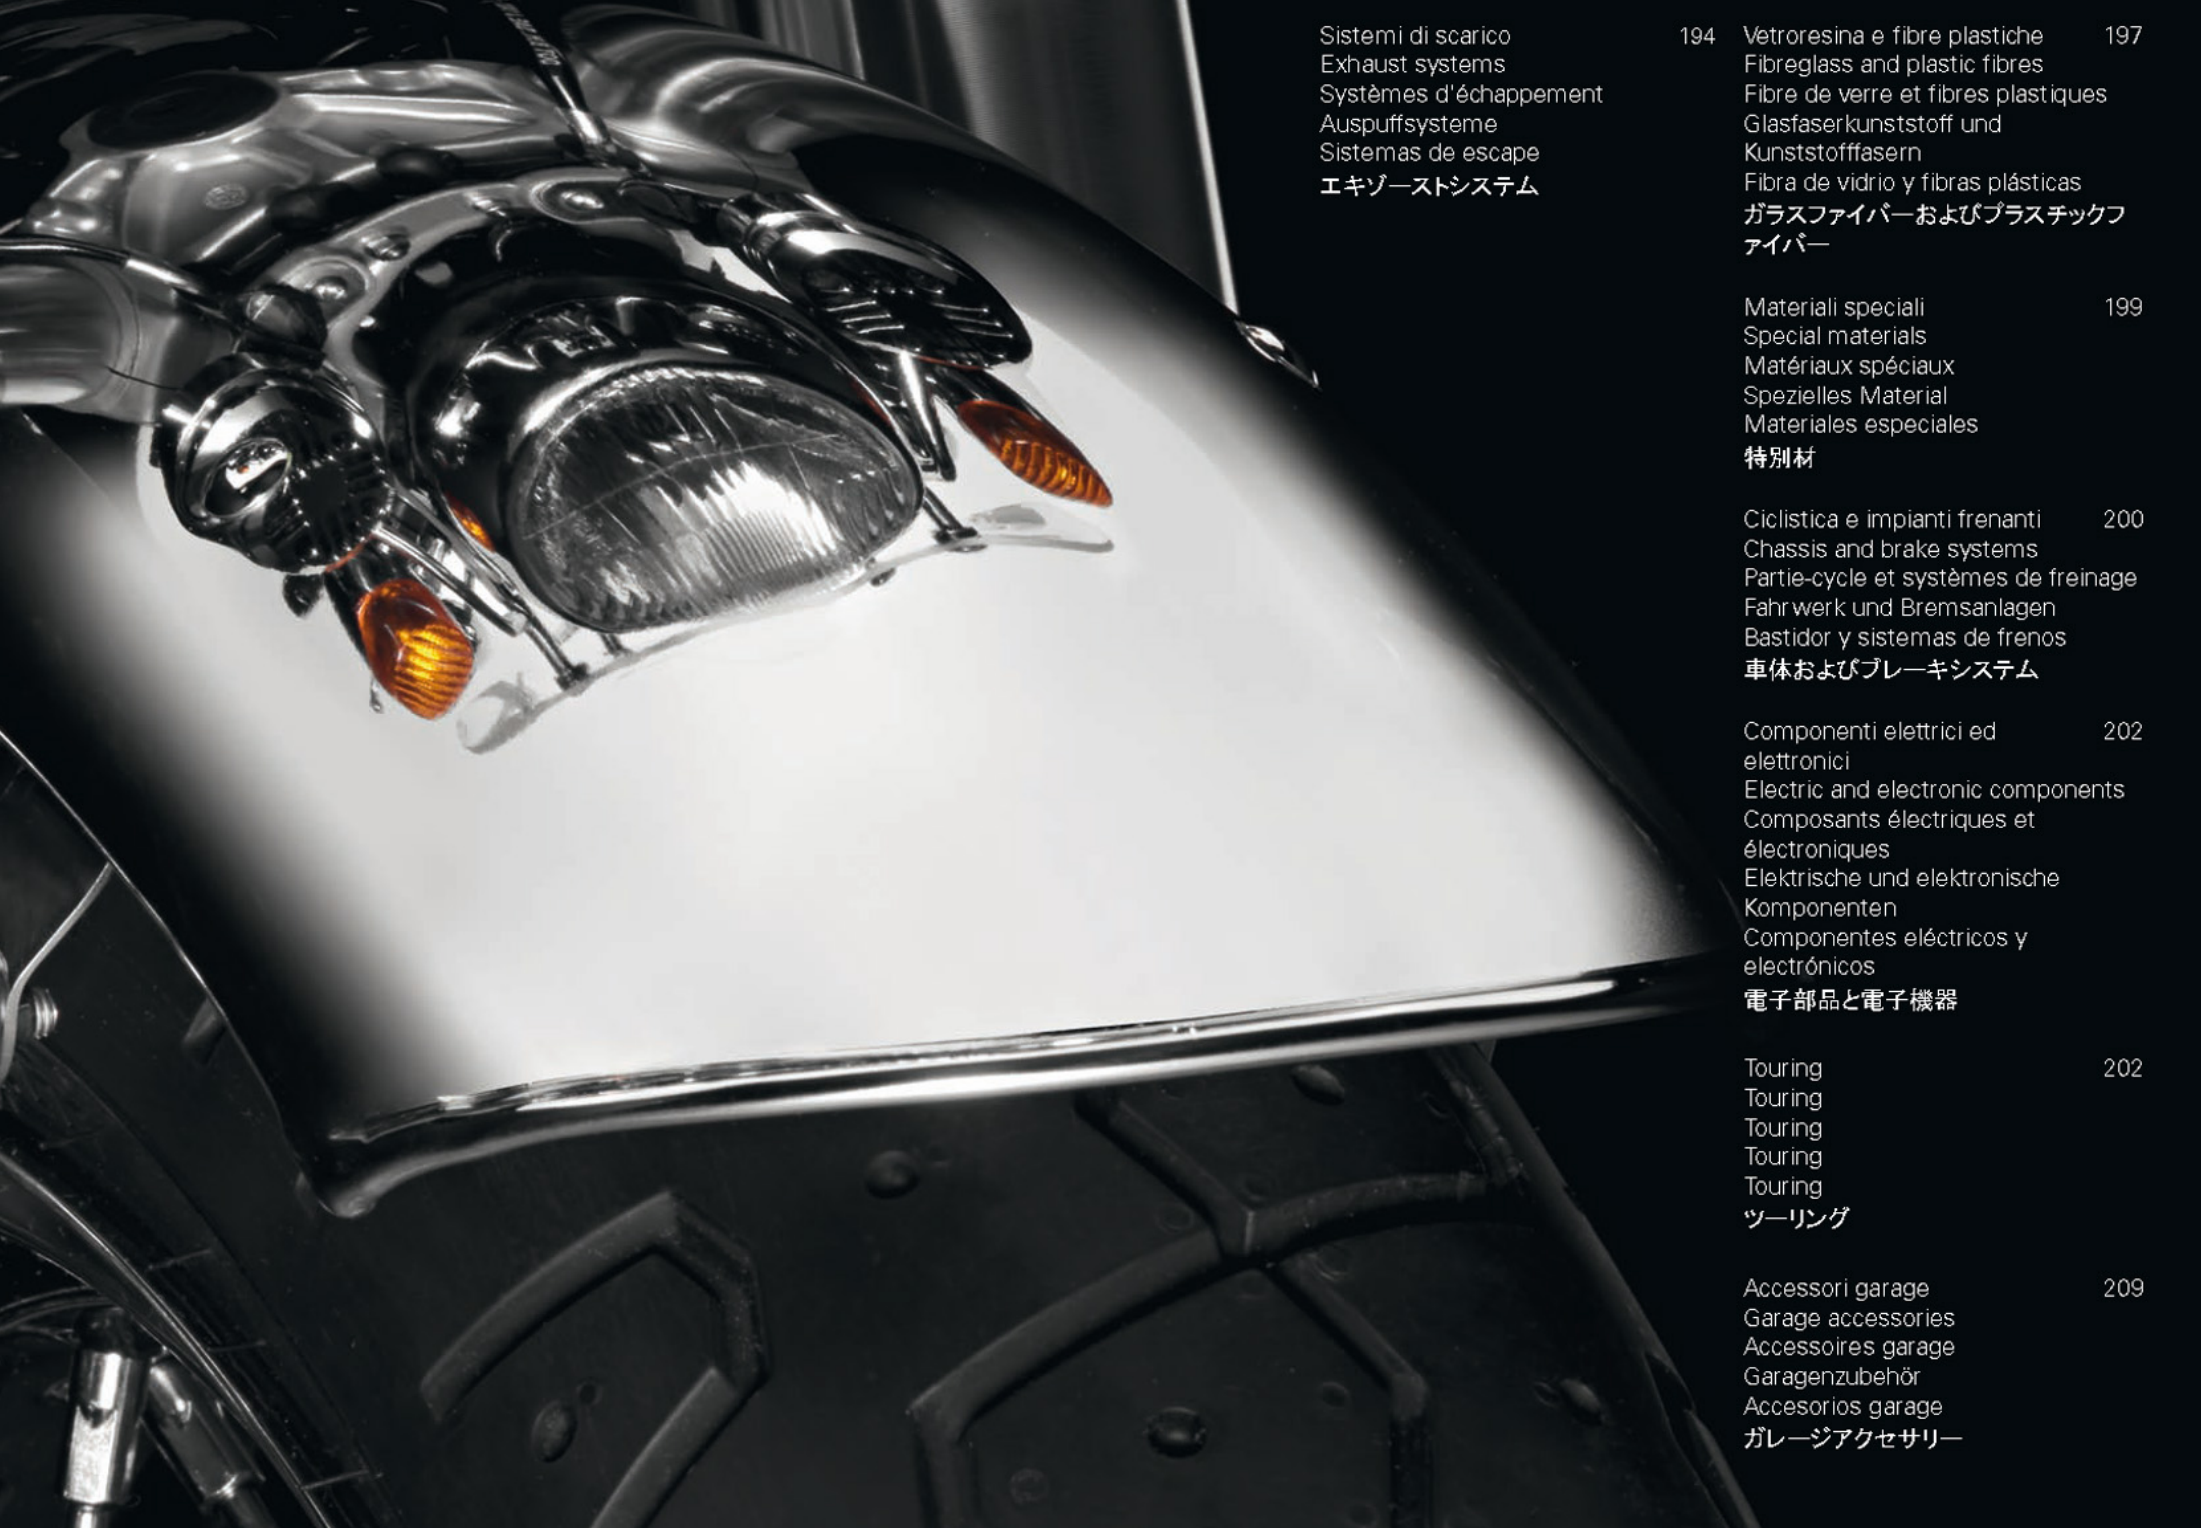 Sistemi di scarico 194
Exhaust systems
Systèmes d'échappement
Auspuffsysteme
Sistemas de escape
エキゾーストシステム
Vetroresina e fibre plastiche 197
Fibreglass and plastic fibres
Fibre de verre et fibres plastiques
Glasfaserkunststoff und
Kunststofffasern
Fibra de vidrio y fibras plásticas
ガラスファイバーおよびプラスチックフ
ァイバー
Materiali speciali 199
Special materials
Matériaux spéciaux
Spezielles Material
Materiales especiales
特別材
Ciclistica e impianti frenanti 200
Chassis and brake systems
Partie-cycle et systèmes de freinage
Fahrwerk und Bremsanlagen
Bastidor y sistemas de frenos
車体およびブレーキシステム
Componenti elettrici ed 202
elettronici
Electric and electronic components
Composants électriques et
électroniques
Elektrische und elektronische
Komponenten
Componentes eléctricos y
electrónicos
電子部品と電子機器
Touring 202
Touring
Touring
Touring
Touring
ツーリング
Accessori garage 209
Garage accessories
Accessoires garage
Garagenzubehör
Accesorios garage
ガレージアクセサリー